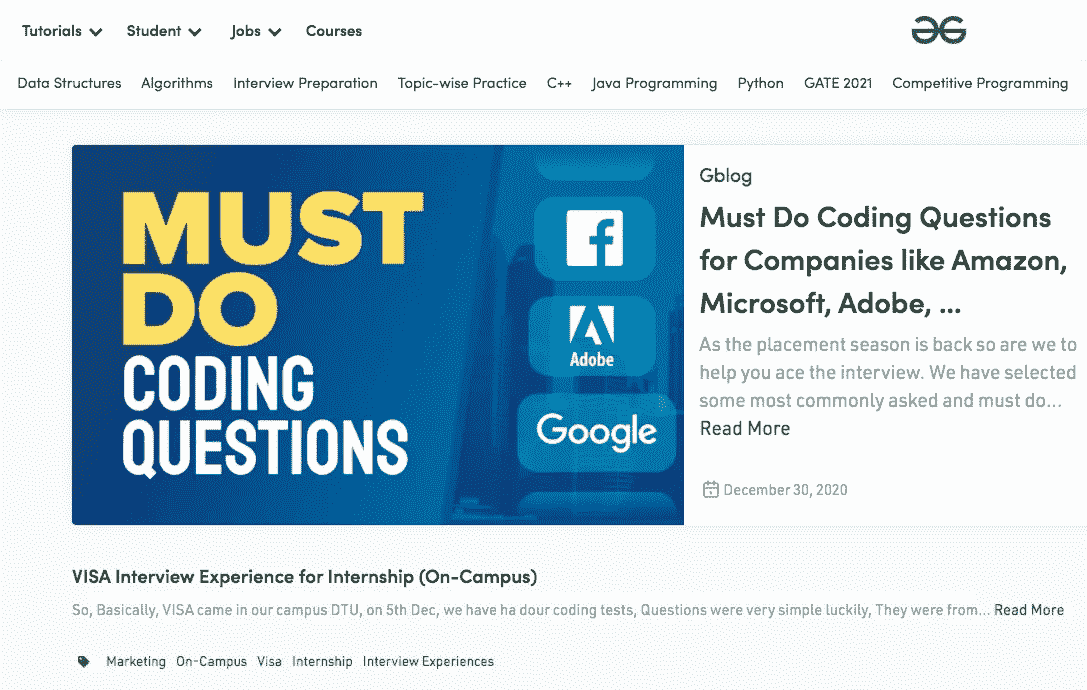 Tutorials Student Jobs Courses
Data Structures Algorithms Interview Preparation Topic-wise Practice C++ Java Programming Python GATE 2021 Competitive Programming
MUST
DO
CODING
QUESTIONS
Adobe
Google
Gblog
Must Do Coding Questions
for Companies like Amazon,
Microsoft, Adobe, ...
As the placement season is back so are we to
help you ace the interview. We have selected
some most commonly asked and must do...
Read More
December 30, 2020
VISA Interview Experience for Internship (On-Campus)
So, Basically, VISA came in our campus DTU, on 5th Dec, we have ha dour coding tests, Questions were very simple luckily, They were from... Read More
Marketing On-Campus Visa Internship Interview Experiences